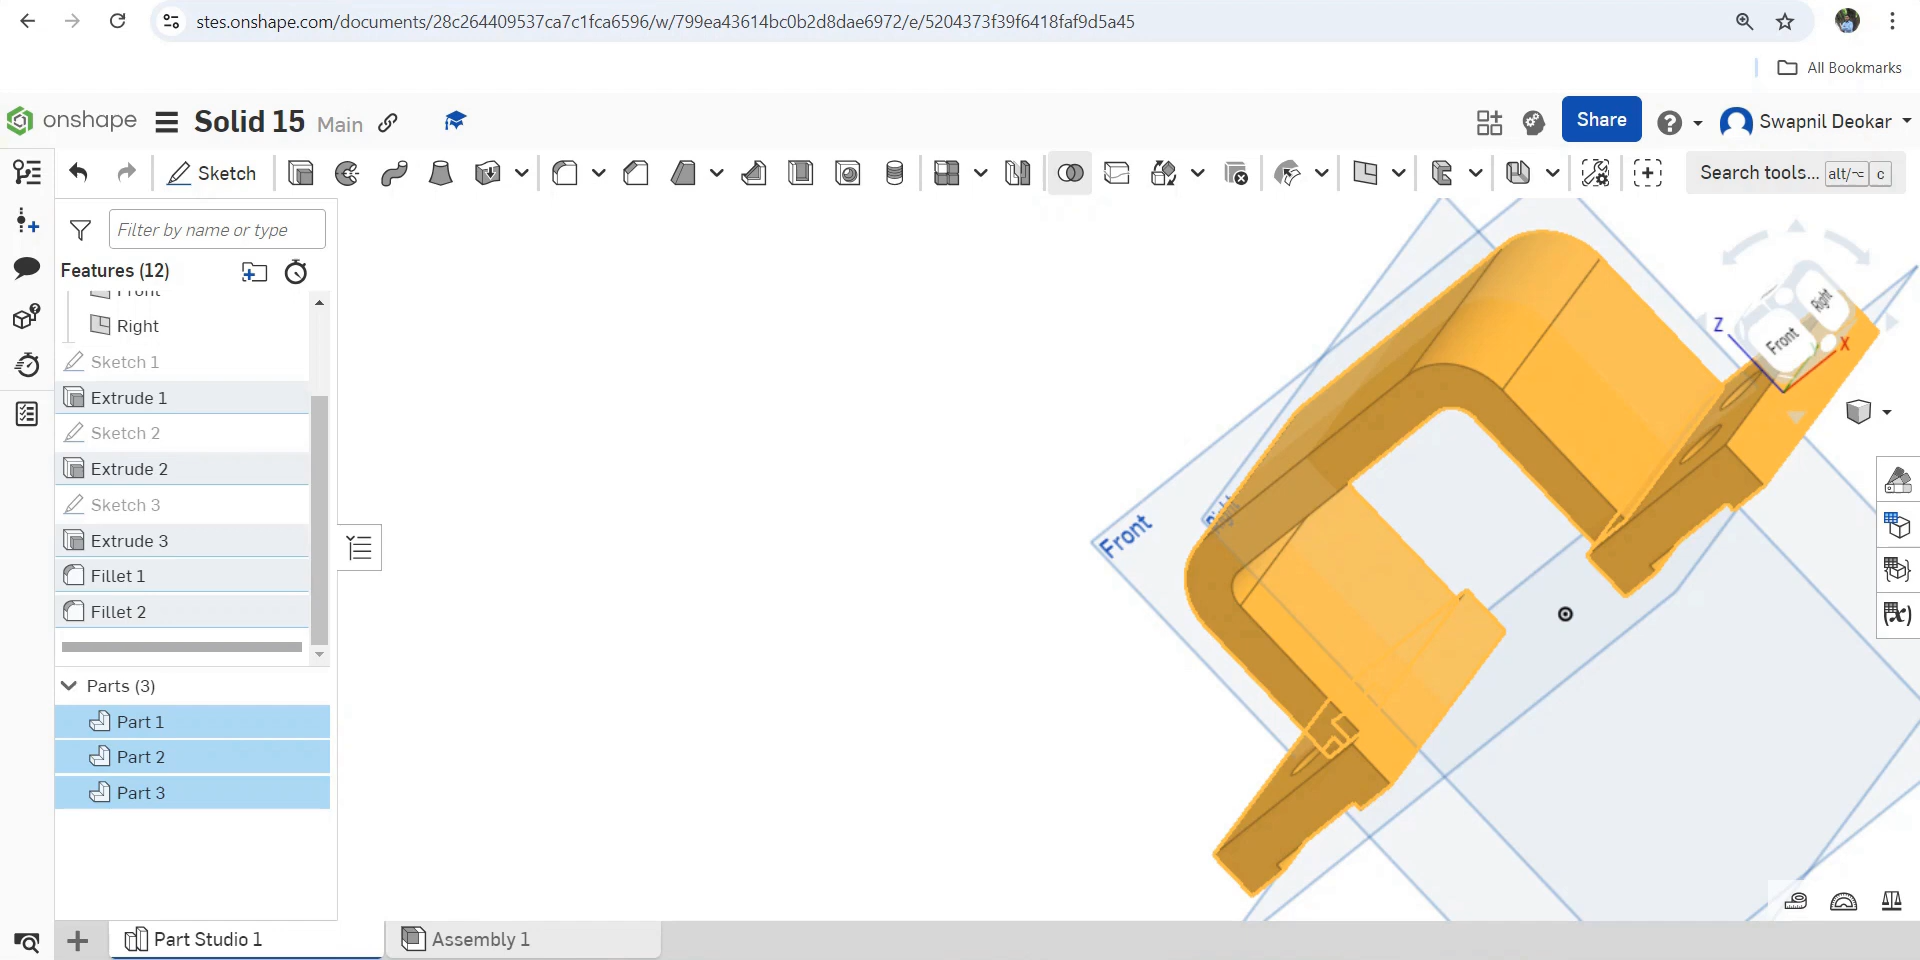 stes.onshape.com/documents/28c264409537ca7c1fca6596/w/799ea43614bc0b2d8dae6972/e/5204373f39f6418faf9d5a45
All Bookmarks
onshape Solid 15 Main
Share
Swapnil Deokar
Sketch
Search tools... alt/⌥ c
Filter by name or type
Features (12)
Front
Right
Sketch 1
Extrude 1
Sketch 2
Extrude 2
Sketch 3
Extrude 3
Fillet 1
Fillet 2
Parts (3)
Part 1
Part 2
Part 3
Front
Right
Z
Front
Right
X
Part Studio 1
Assembly 1